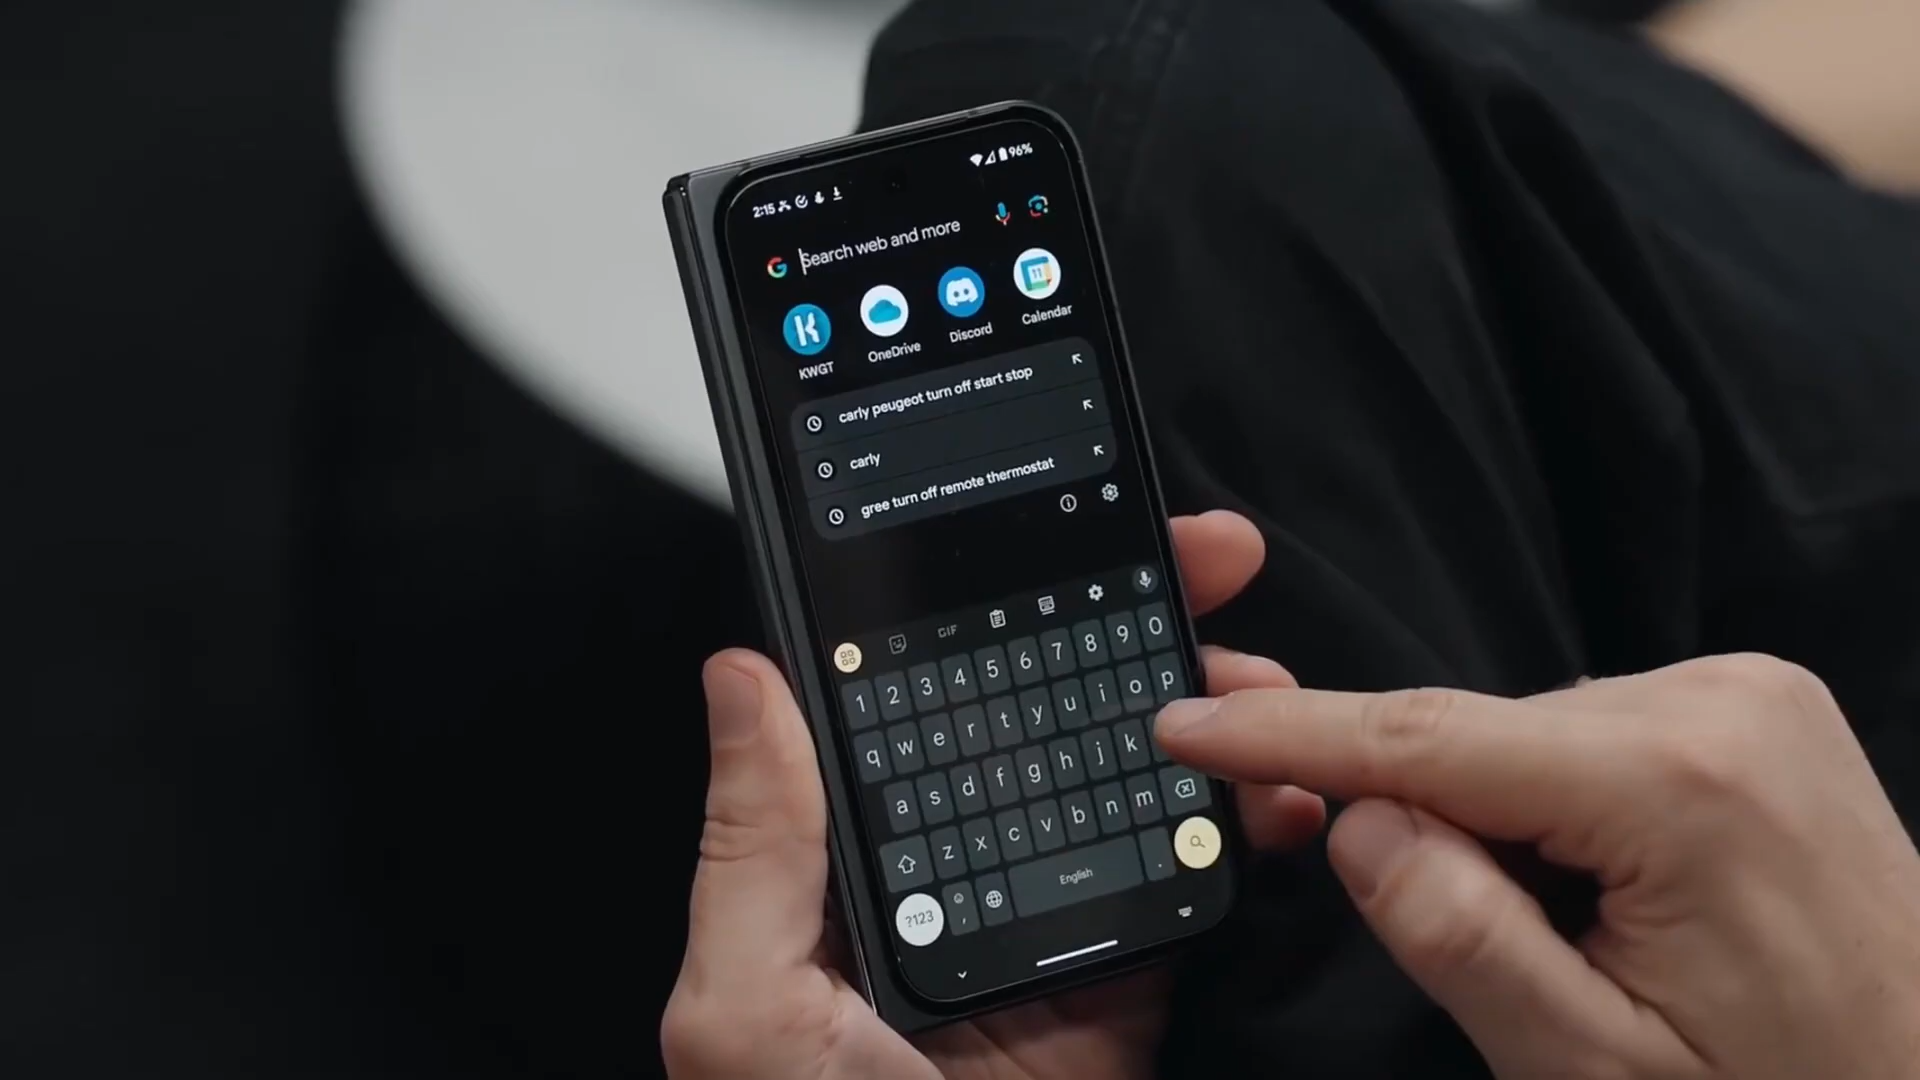 2:15
96%
Search web and more
KWGT
OneDrive
Discord
11
Calendar
carly peugeot turn off start stop
carly
gree turn off remote thermostat
GIF
1 2 3 4 5 6 7 8 9 0
q w e r t y u i o p
a s d f g h j k
z x c v b n m
?123 , English .